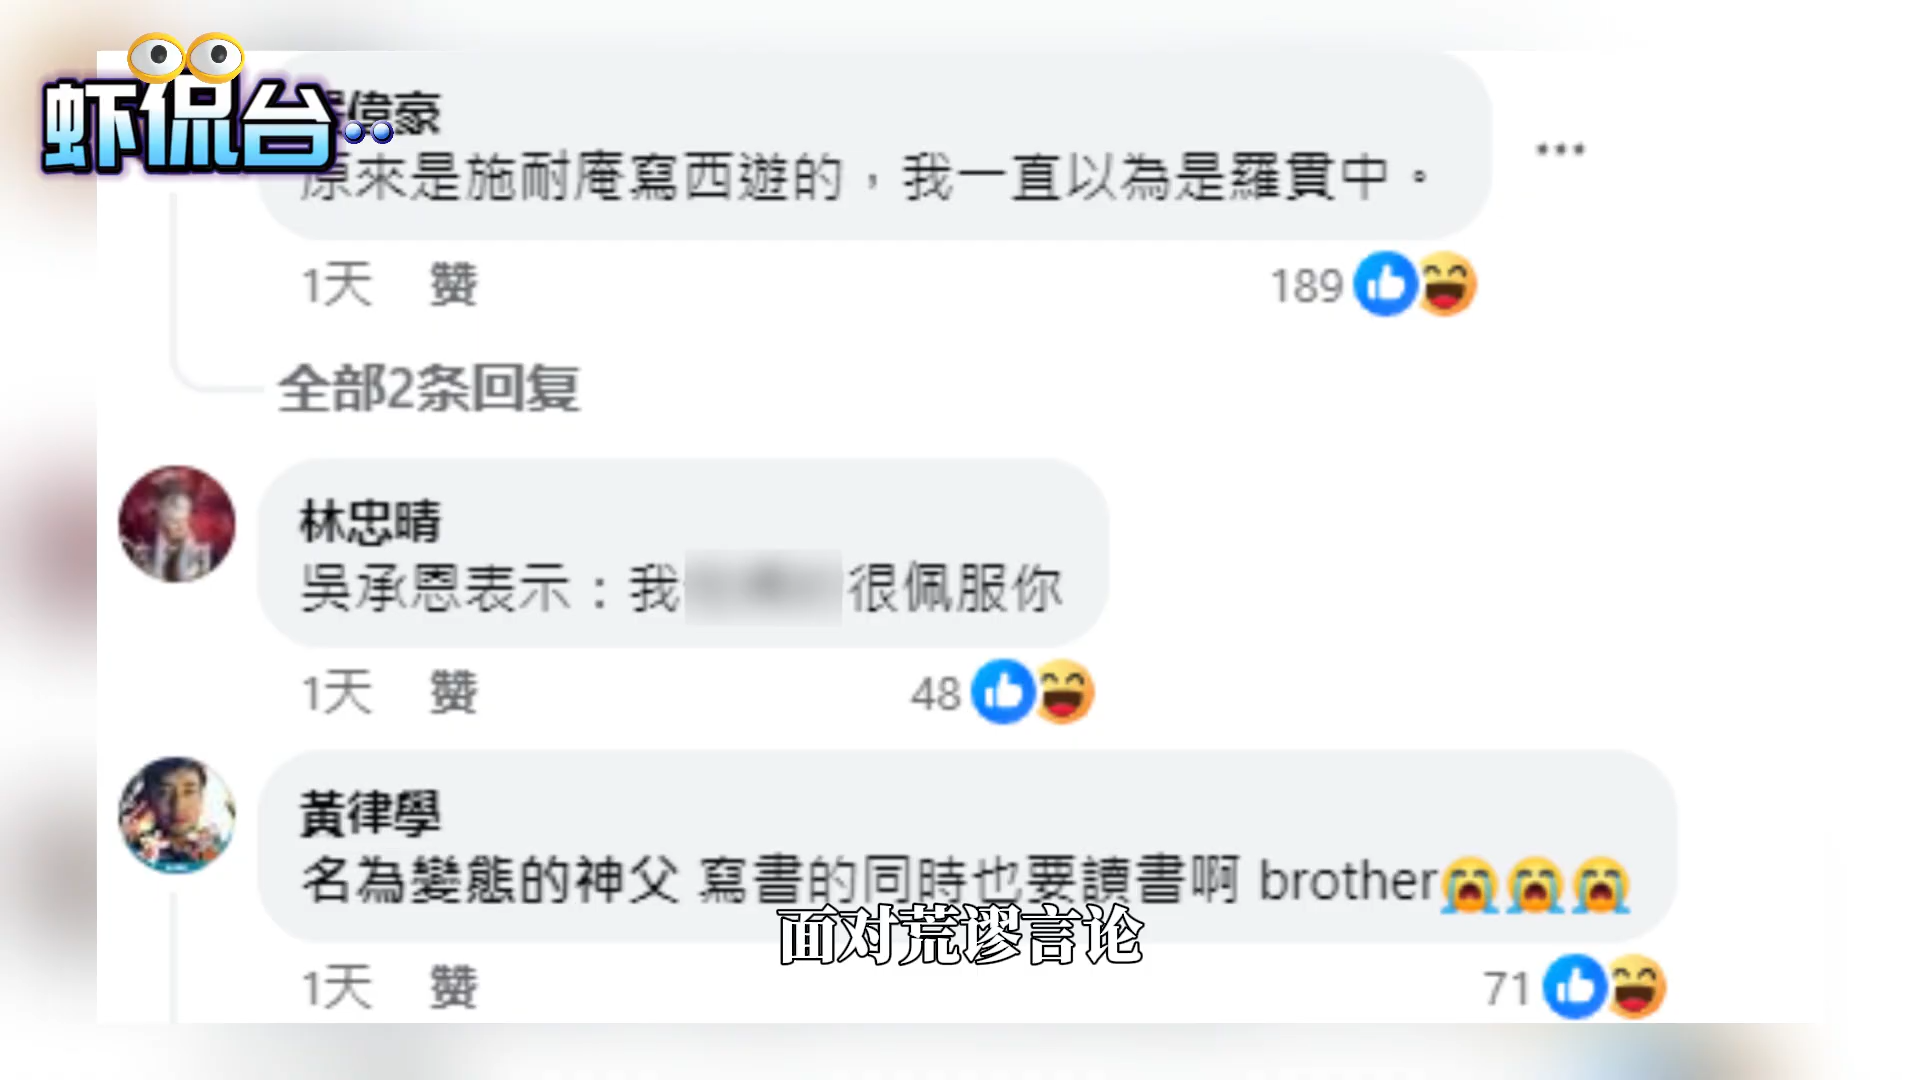 虾侃台
偉豪
原來是施耐庵寫西遊的，我一直以為是羅貫中。
1天 贊
189
全部2条回复
林忠晴
吳承恩表示：我 很佩服你
1天 贊
48
黃律學
名為變態的神父 寫書的同時也要讀書啊 brother😭😭😭
面对荒谬言论
1天 贊
71